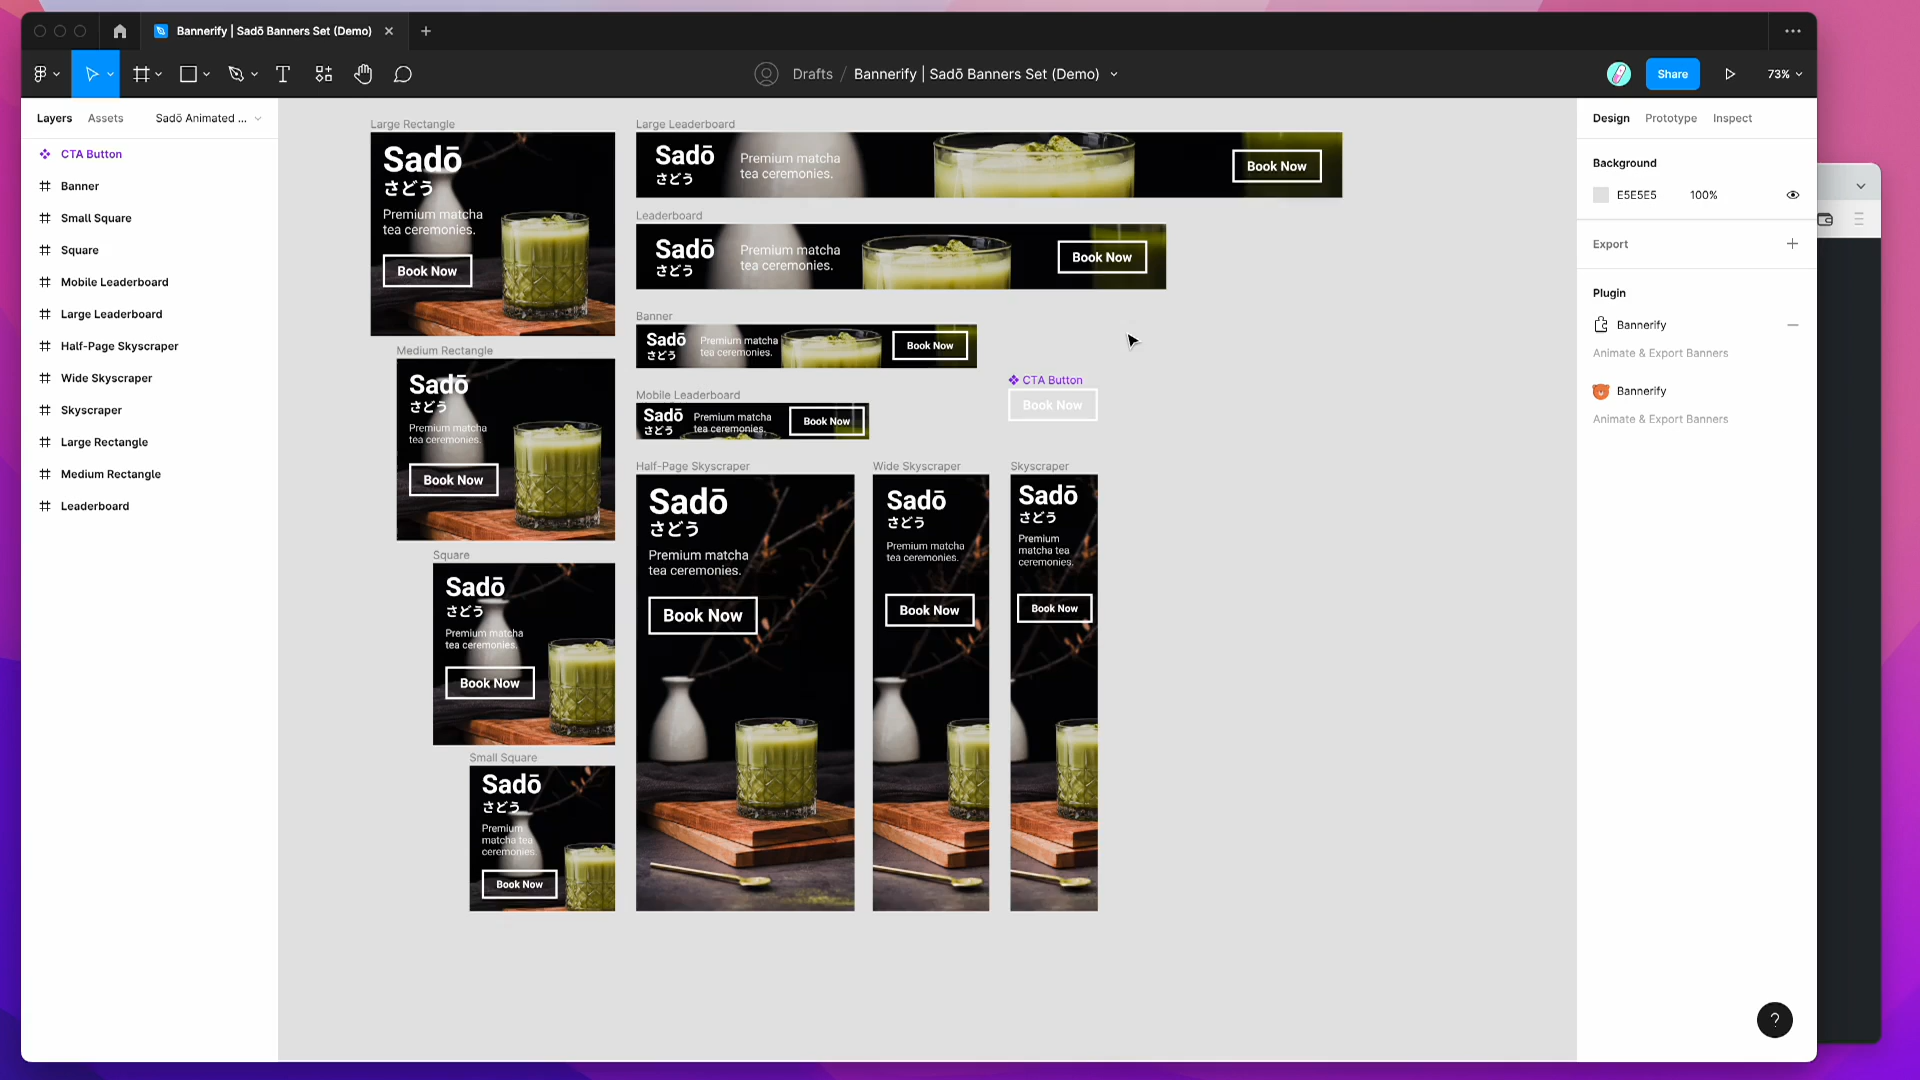 Bannerify | Sadō Banners Set (Demo)
Drafts / Bannerify | Sadō Banners Set (Demo)
Share
73%
Layers
Assets
Sadō Animated ...
CTA Button
Banner
Small Square
Square
Mobile Leaderboard
Large Leaderboard
Half-Page Skyscraper
Wide Skyscraper
Skyscraper
Large Rectangle
Medium Rectangle
Leaderboard
Large Rectangle
Sadō
さどう
Premium matcha
tea ceremonies.
Book Now
Medium Rectangle
Sadō
さどう
Premium matcha
tea ceremonies.
Book Now
Square
Sadō
さどう
Premium matcha
tea ceremonies.
Book Now
Small Square
Sadō
さどう
Premium
matcha tea
ceremonies.
Book Now
Large Leaderboard
Sadō
さどう
Premium matcha
tea ceremonies.
Book Now
Leaderboard
Sadō
さどう
Premium matcha
tea ceremonies.
Book Now
Banner
Sadō
さどう
Premium matcha
tea ceremonies.
Book Now
Mobile Leaderboard
Sadō
さどう
Premium matcha
tea ceremonies.
Book Now
CTA Button
Book Now
Half-Page Skyscraper
Sadō
さどう
Premium matcha
tea ceremonies.
Book Now
Wide Skyscraper
Sadō
さどう
Premium matcha
tea ceremonies.
Book Now
Skyscraper
Sadō
さどう
Premium
matcha tea
ceremonies.
Book Now
Design
Prototype
Inspect
Background
E5E5E5
100%
Export
Plugin
Bannerify
Animate & Export Banners
Bannerify
Animate & Export Banners
?